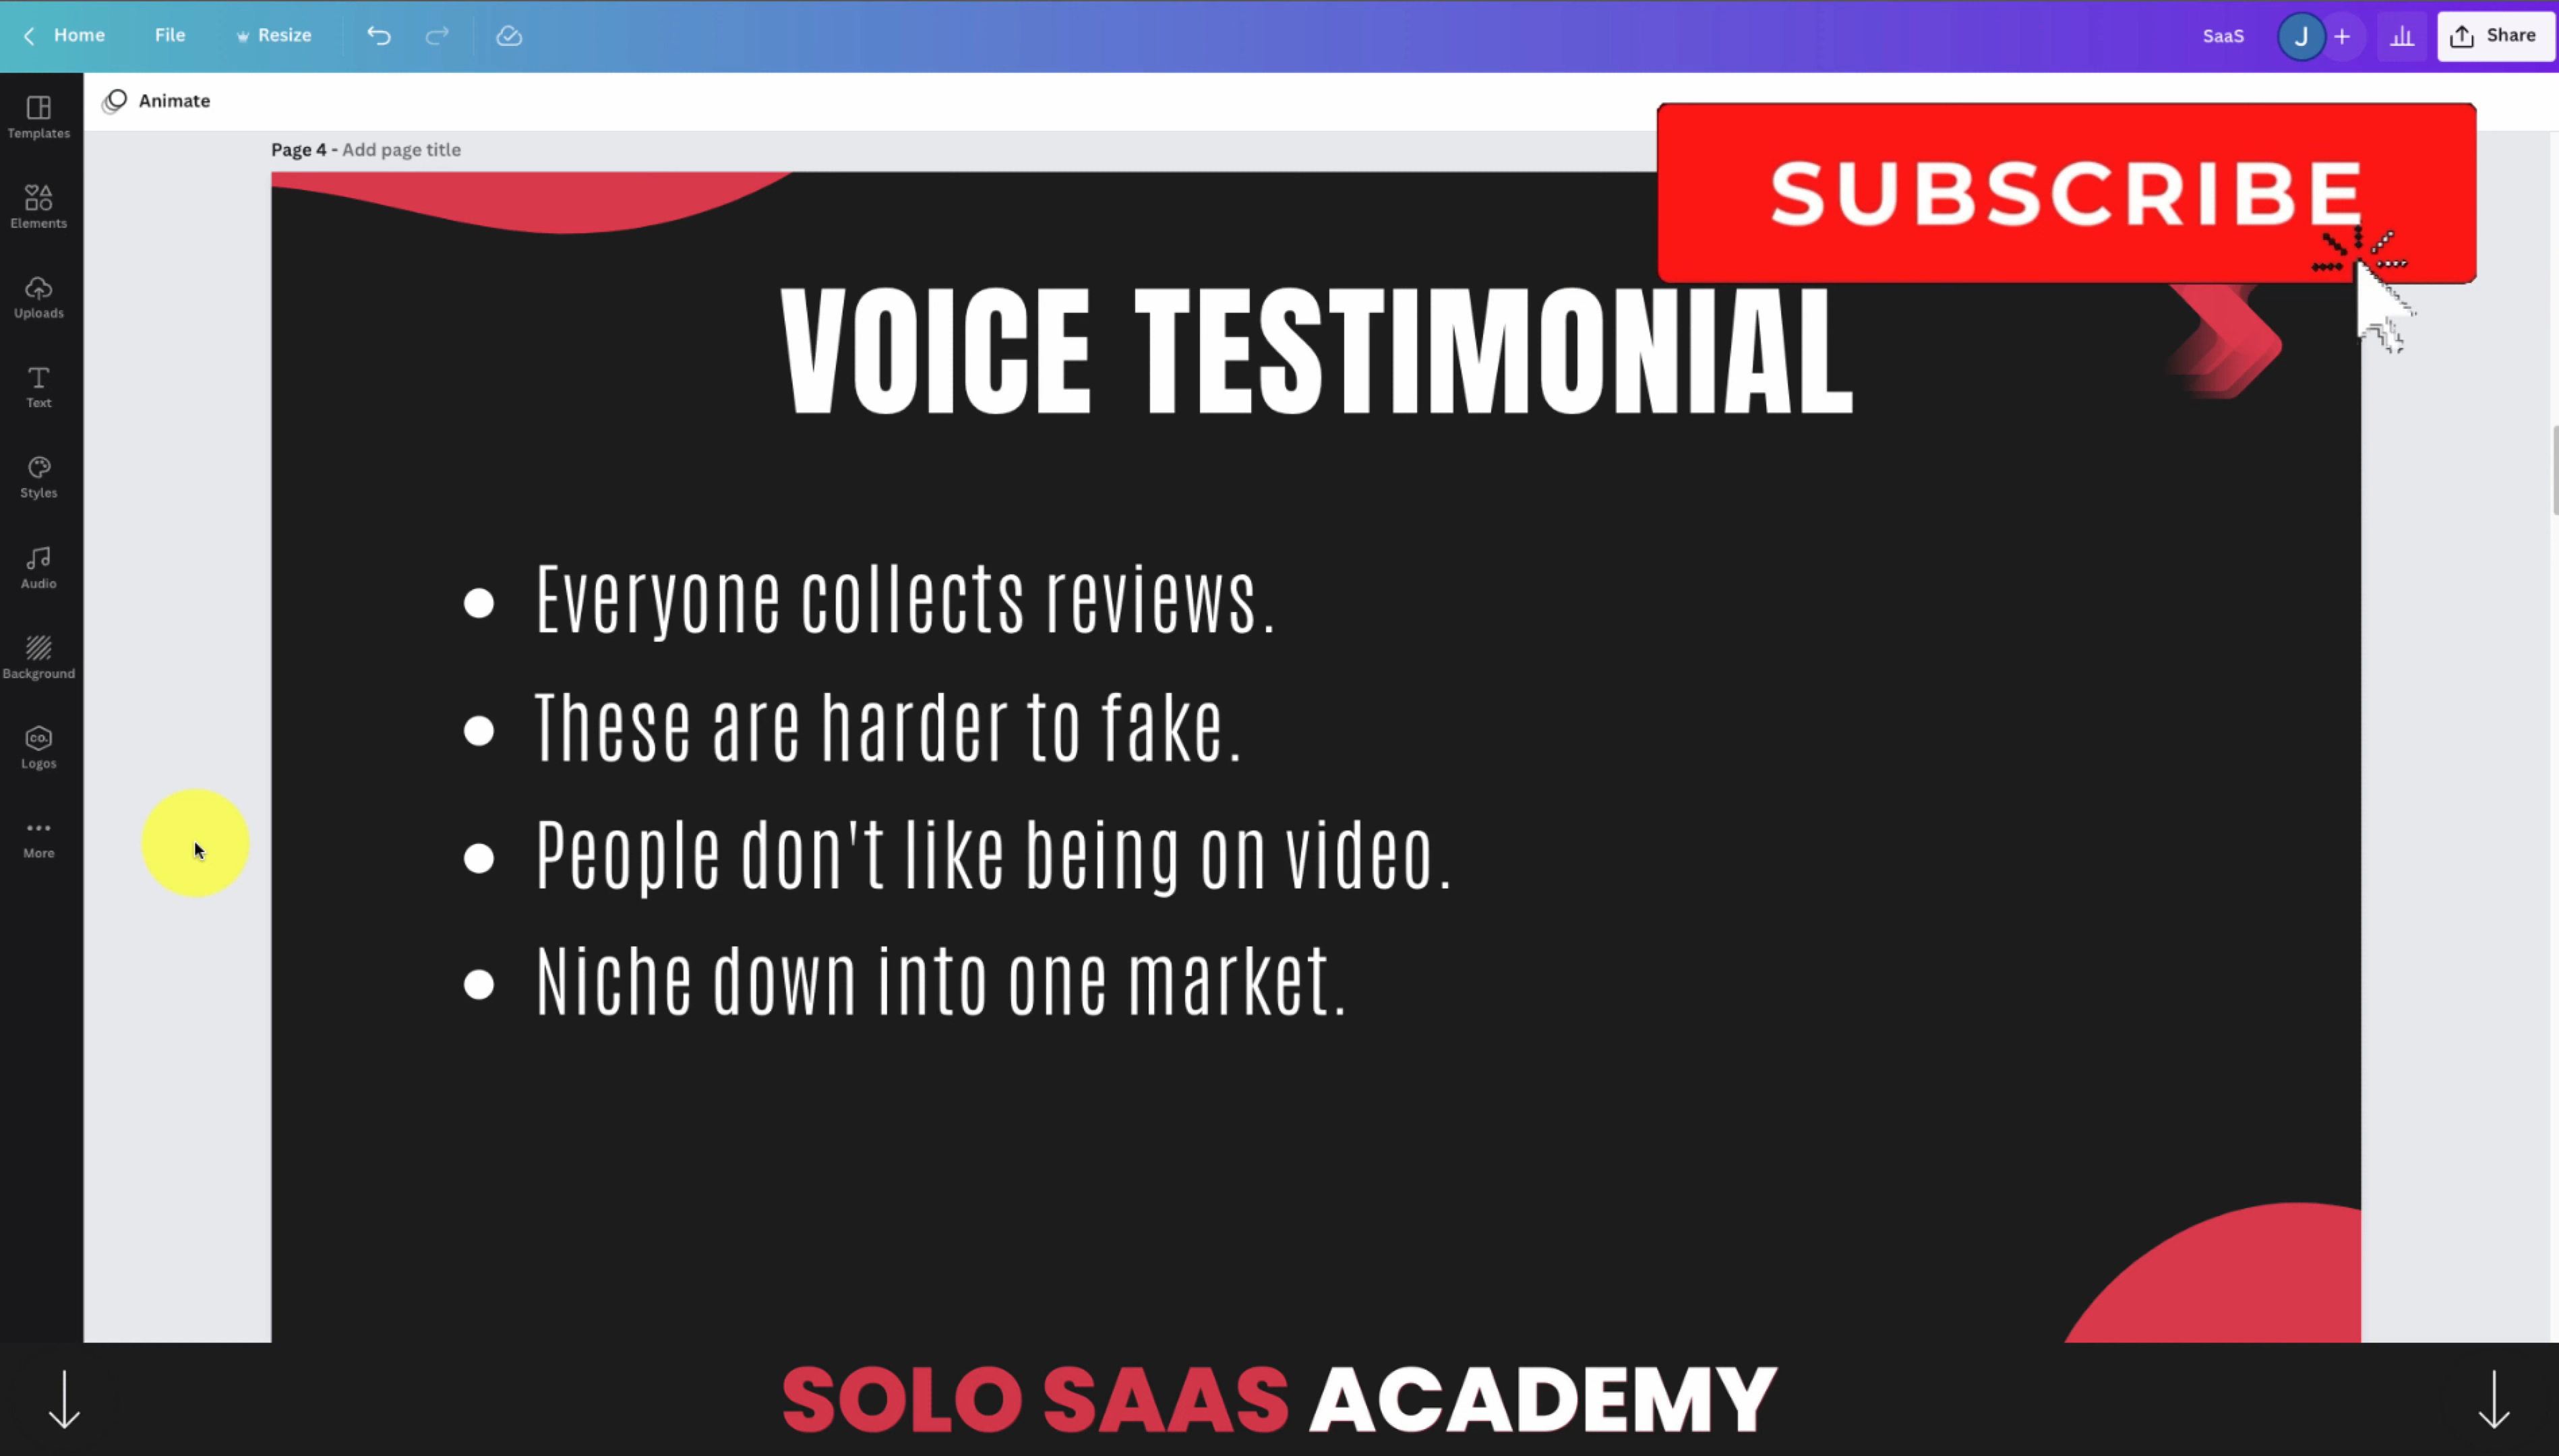 Home File Resize SaaS J + Share
Animate
Page 4 - Add page title
SUBSCRIBE
Templates
Elements
Uploads
Text
Styles
Audio
Background
CO.
Logos
More
VOICE TESTIMONIAL
• Everyone collects reviews.
• These are harder to fake.
• People don't like being on video.
• Niche down into one market.
SOLO SAAS ACADEMY